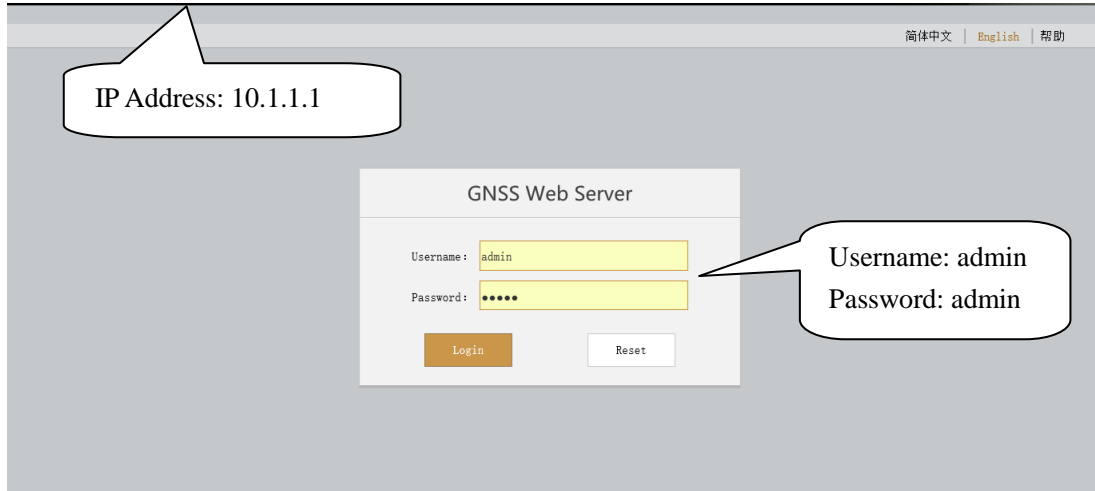 简体中文 | English | 帮助
IP Address: 10.1.1.1
GNSS Web Server
Username: admin
Password: •••••
Login Reset
Username: admin
Password: admin